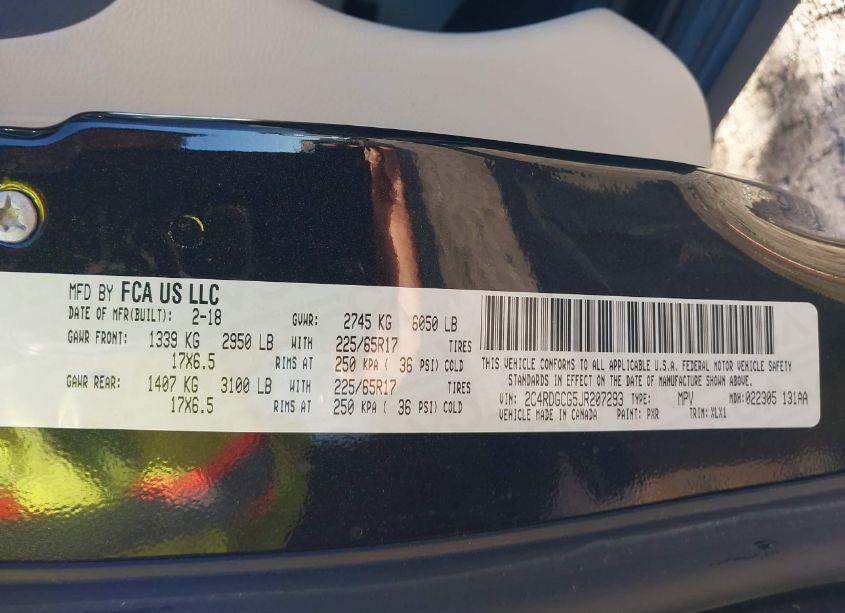 MFD BY FCA US LLC
DATE OF MFR(BUILT): 2-18 GVWR: 2745 KG 6050 LB
GAWR FRONT: 1339 KG 2950 LB WITH 225/65R17 TIRES
17X6.5 RIMS AT 250 KPA ( 36 PSI) COLD
GAWR REAR: 1407 KG 3100 LB WITH 225/65R17 TIRES
17X6.5 RIMS AT 250 KPA ( 36 PSI) COLD
THIS VEHICLE CONFORMS TO ALL APPLICABLE U.S.A. FEDERAL MOTOR VEHICLE SAFETY
STANDARDS IN EFFECT ON THE DATE OF MANUFACTURE SHOWN ABOVE.
VIN: 2C4RDGCG5JR207293 TYPE: MPV MDH: 022305 131AA
VEHICLE MADE IN CANADA PAINT: PXR TRIM: XLX1